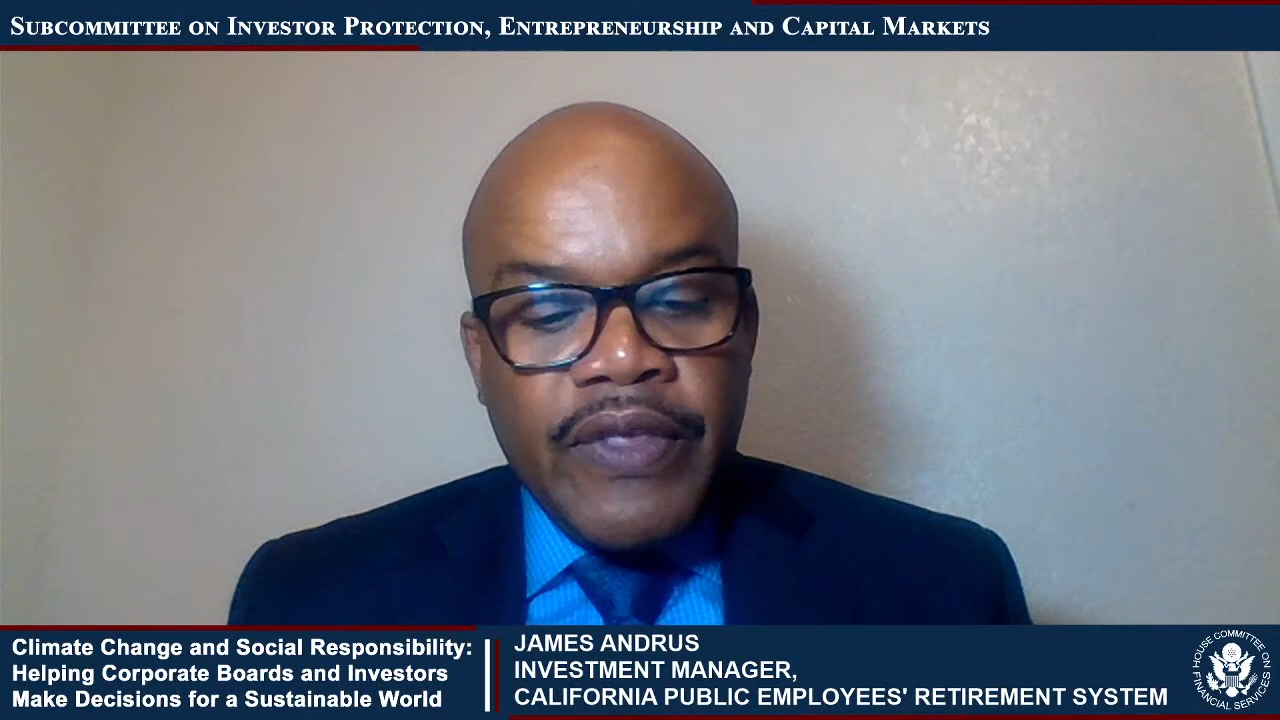 SUBCOMMITTEE ON INVESTOR PROTECTION, ENTREPRENEURSHIP AND CAPITAL MARKETS
Climate Change and Social Responsibility:
Helping Corporate Boards and Investors
Make Decisions for a Sustainable World
JAMES ANDRUS
INVESTMENT MANAGER,
CALIFORNIA PUBLIC EMPLOYEES' RETIREMENT SYSTEM
HOUSE COMMITTEE ON
FINANCIAL SERVICES